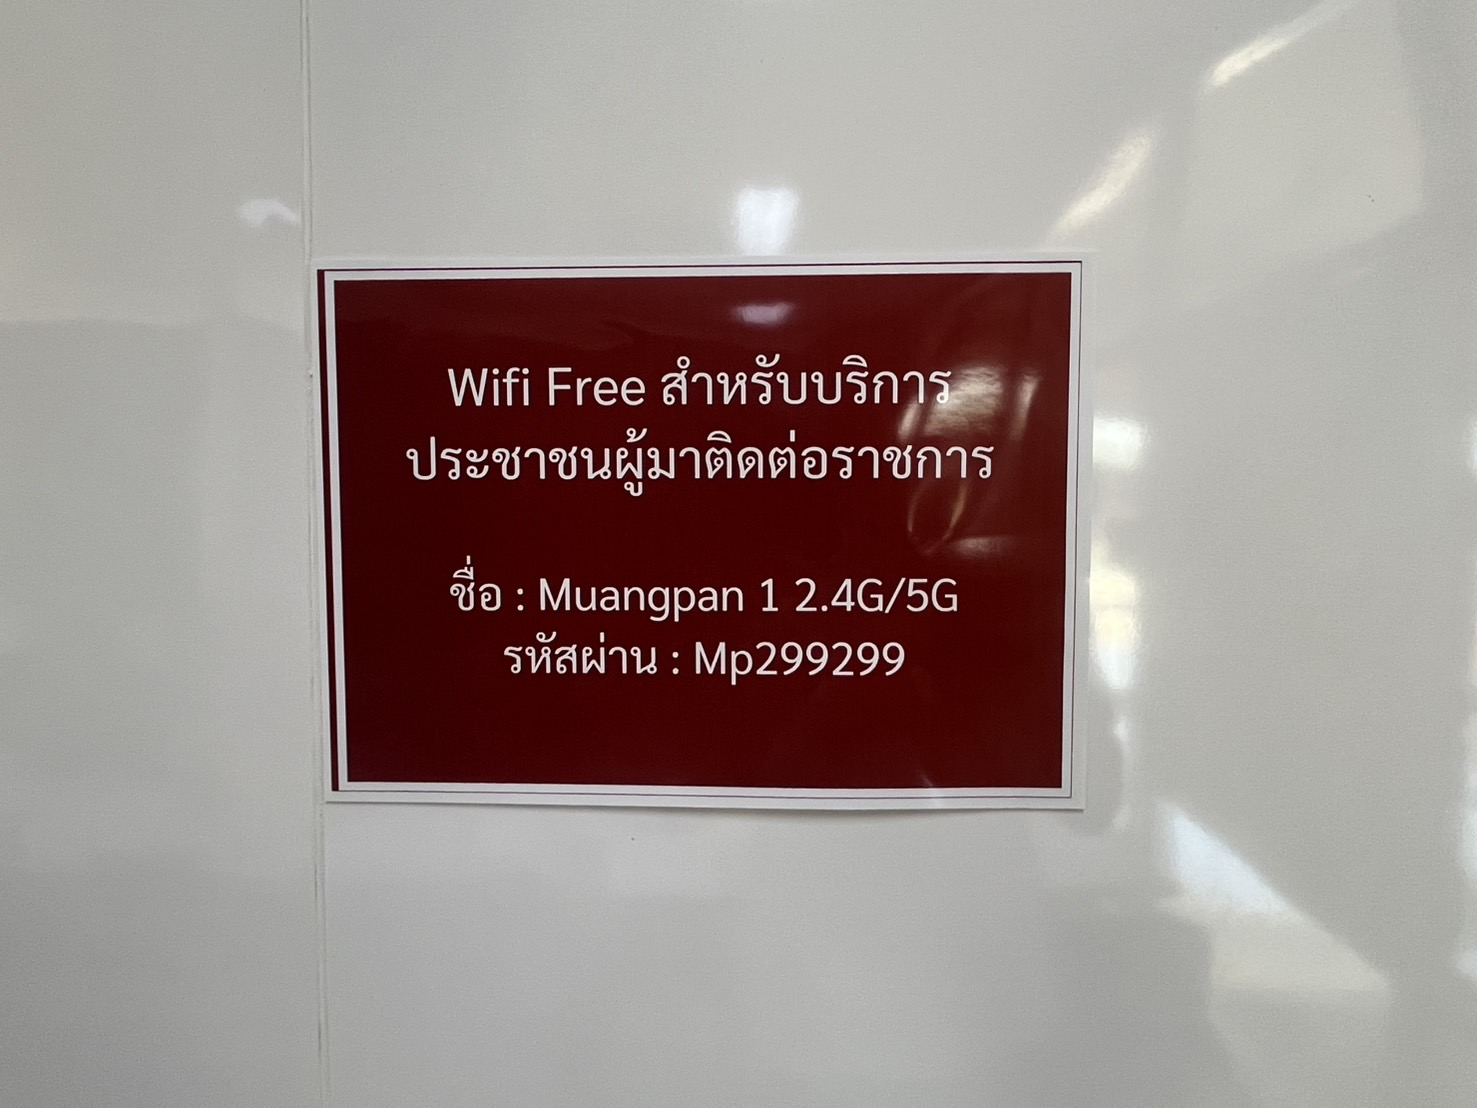 Wifi Free สำหรับบริการ
ประชาชนผู้มาติดต่อราชการ
ชื่อ : Muangpan 1 2.4G/5G
รหัสผ่าน : Mp299299